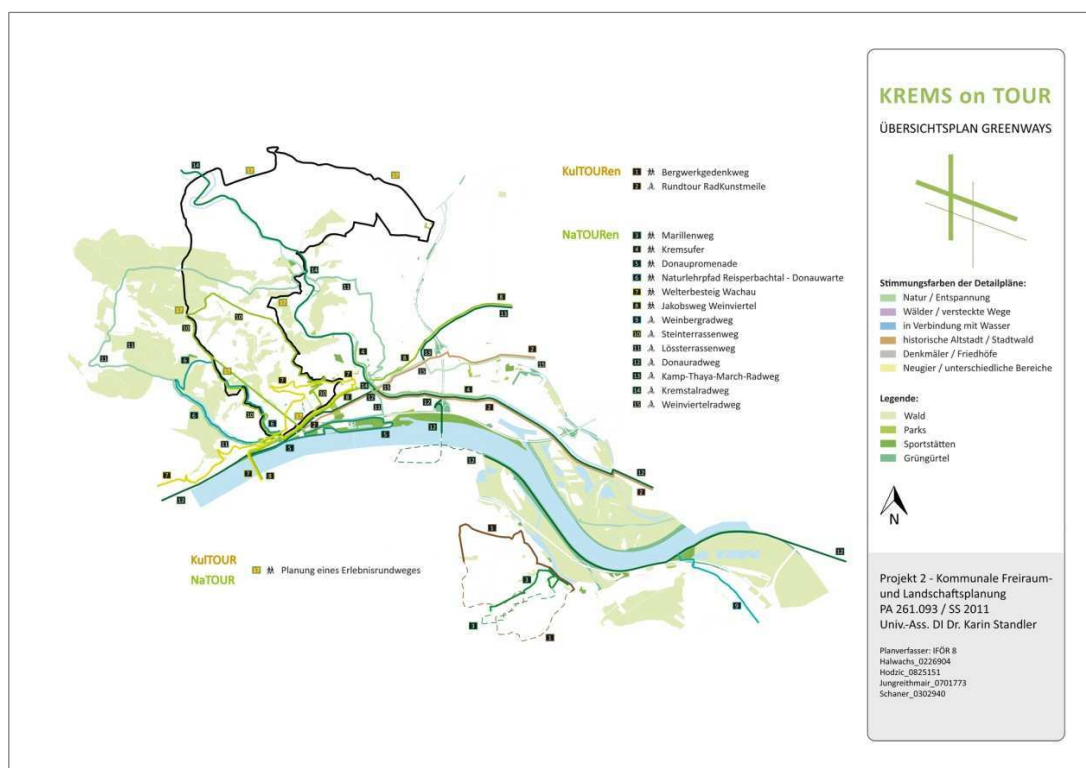 KREMS on TOUR
ÜBERSICHTSPLAN GREENWAYS
KulTOURen
1 Bergwerkgedenkweg
2 Rundtour RadKunstmeile
NaTOURen
3 Marillenweg
4 Kremsufer
5 Donaupromenade
6 Naturlehrpfad Reisperbachtal - Donauwarte
7 Welterbesteig Wachau
8 Jakobsweg Weinviertel
9 Weinbergradweg
10 Steinterrassenweg
11 Lössterrassenweg
12 Donauradweg
13 Kamp-Thaya-March-Radweg
14 Kremstalradweg
15 Weinviertelradweg
KulTOUR
NaTOUR
17 Planung eines Erlebnisrundweges
Stimmungsfarben der Detailpläne:
Natur / Entspannung
Wälder / versteckte Wege
in Verbindung mit Wasser
historische Altstadt / Stadtwald
Denkmäler / Friedhöfe
Neugier / unterschiedliche Bereiche
Legende:
Wald
Parks
Sportstätten
Grüngürtel
N
Projekt 2 - Kommunale Freiraum-
und Landschaftsplanung
PA 261.093 / SS 2011
Univ.-Ass. DI Dr. Karin Standler
Planverfasser: IFÖR 8
Halwachs_0226904
Hodzic_0825151
Jungreithmair_0701773
Schaner_0302940